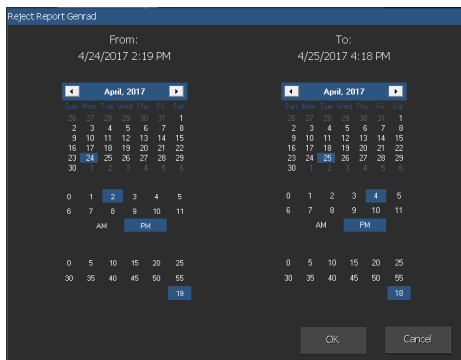 Reject Report Genrad
From:
4/24/2017 2:19 PM
April, 2017
Sun Mon Tue Wed Thu Fri Sat
26 27 28 29 30 31 1
2 3 4 5 6 7 8
9 10 11 12 13 14 15
16 17 18 19 20 21 22
23 24 25 26 27 28 29
30 1 2 3 4 5 6
0 1 2 3 4 5
6 7 8 9 10 11
AM PM
0 5 10 15 20 25
30 35 40 45 50 55
19
To:
4/25/2017 4:18 PM
April, 2017
Sun Mon Tue Wed Thu Fri Sat
26 27 28 29 30 31 1
2 3 4 5 6 7 8
9 10 11 12 13 14 15
16 17 18 19 20 21 22
23 24 25 26 27 28 29
30 1 2 3 4 5 6
0 1 2 3 4 5
6 7 8 9 10 11
AM PM
0 5 10 15 20 25
30 35 40 45 50 55
18
OK Cancel